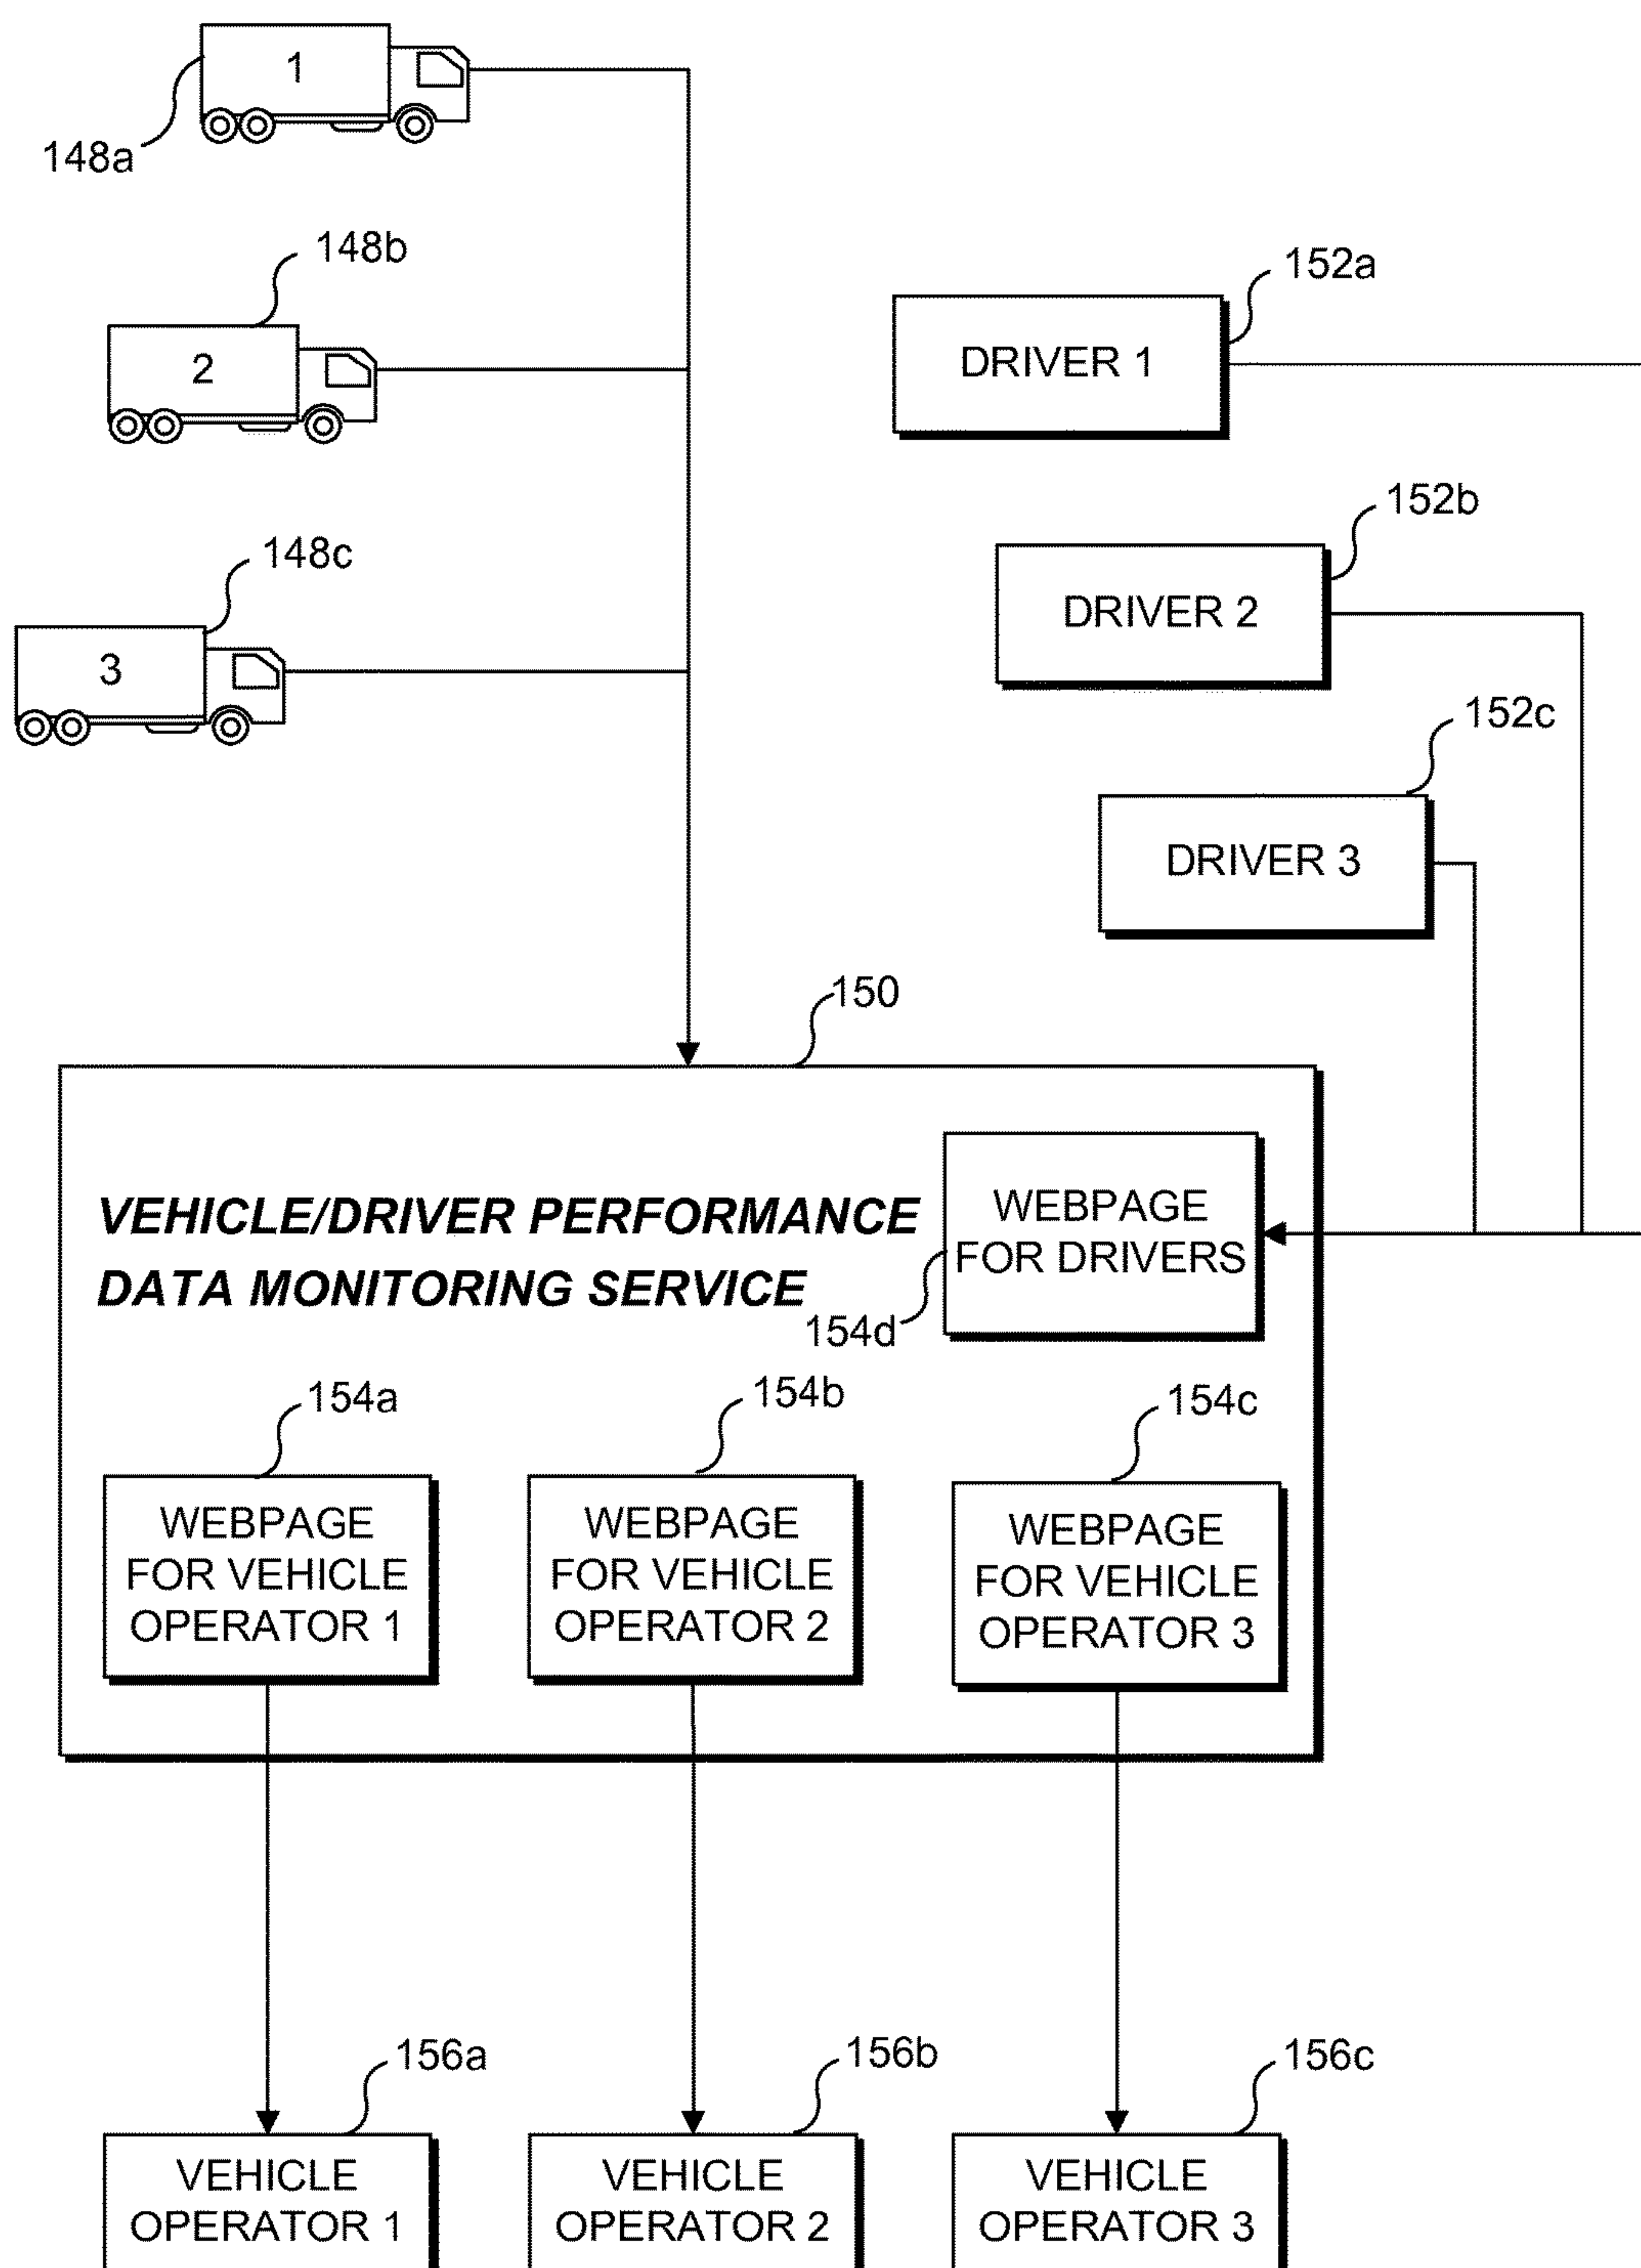 1
148a
148b
2
152a
DRIVER 1
152b
DRIVER 2
148c
3
152c
DRIVER 3
150
VEHICLE/DRIVER PERFORMANCE
DATA MONITORING SERVICE
WEBPAGE
FOR DRIVERS
154d
154a
154b
154c
WEBPAGE
FOR VEHICLE
OPERATOR 1
WEBPAGE
FOR VEHICLE
OPERATOR 2
WEBPAGE
FOR VEHICLE
OPERATOR 3
156a
156b
156c
VEHICLE
OPERATOR 1
VEHICLE
OPERATOR 2
VEHICLE
OPERATOR 3